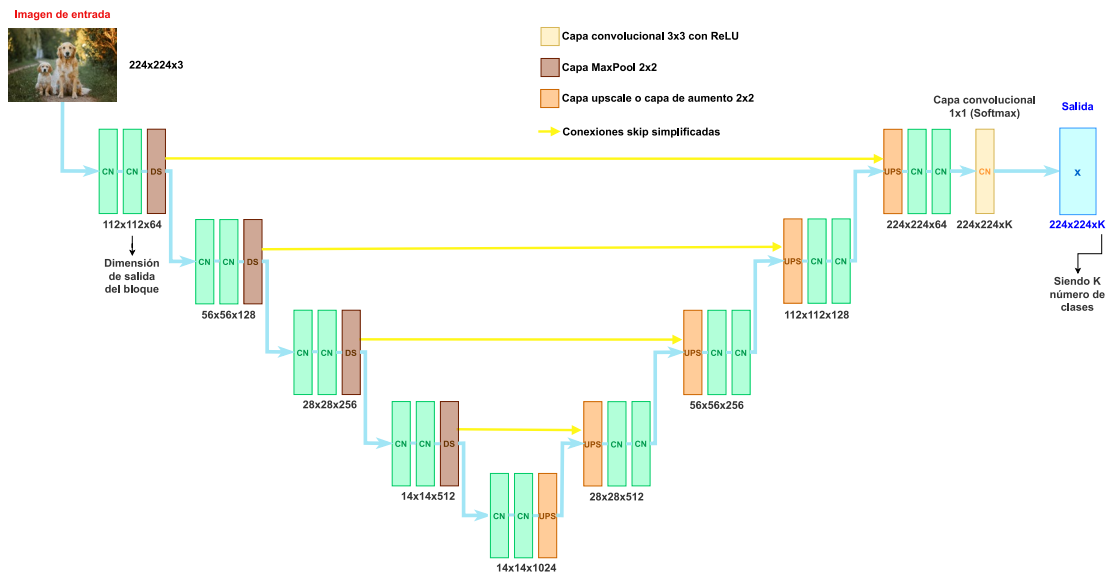 Imagen de entrada
224x224x3
Capa convolucional 3x3 con ReLU
Capa MaxPool 2x2
Capa upscale o capa de aumento 2x2
Conexiones skip simplificadas
Capa convolucional
1x1 (Softmax)
Salida
CN
CN
DS
112x112x64
Dimensión
de salida
del bloque
CN
CN
DS
56x56x128
CN
CN
DS
28x28x256
CN
CN
DS
14x14x512
CN
CN
UPS
14x14x1024
UPS
CN
CN
28x28x512
UPS
CN
CN
56x56x256
UPS
CN
CN
112x112x128
UPS
CN
CN
224x224x64
CN
224x224xK
x
224x224xK
Siendo K
número de
clases